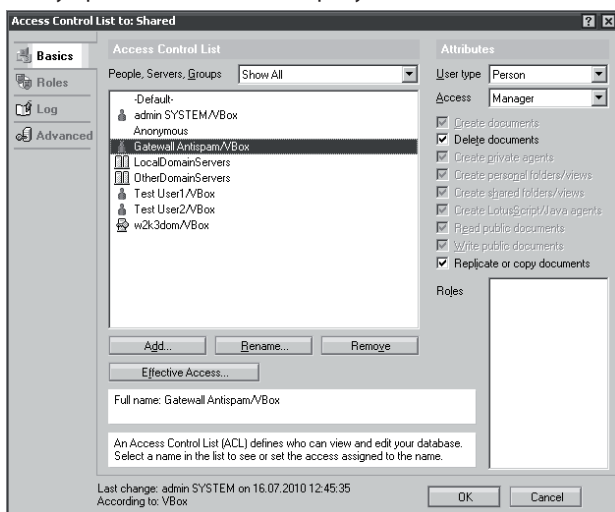 Access Control List to: Shared
Basics
Roles
Log
Advanced
Access Control List
People, Servers, Groups
Show All
-Default-
admin SYSTEM/VBox
Anonymous
Gatewall Antispam/VBox
LocalDomainServers
OtherDomainServers
Test User1/VBox
Test User2/VBox
w2k3dom/VBox
Add...
Rename...
Remove
Effective Access...
Full name: Gatewall Antispam/VBox
An Access Control List (ACL) defines who can view and edit your database.
Select a name in the list to see or set the access assigned to the name.
Attributes
User type
Person
Access
Manager
Create documents
Delete documents
Create private agents
Create personal folders/views
Create shared folders/views
Create LotusScript/Java agents
Read public documents
Write public documents
Replicate or copy documents
Roles
Last change: admin SYSTEM on 16.07.2010 12:45:35
According to: VBox
OK
Cancel